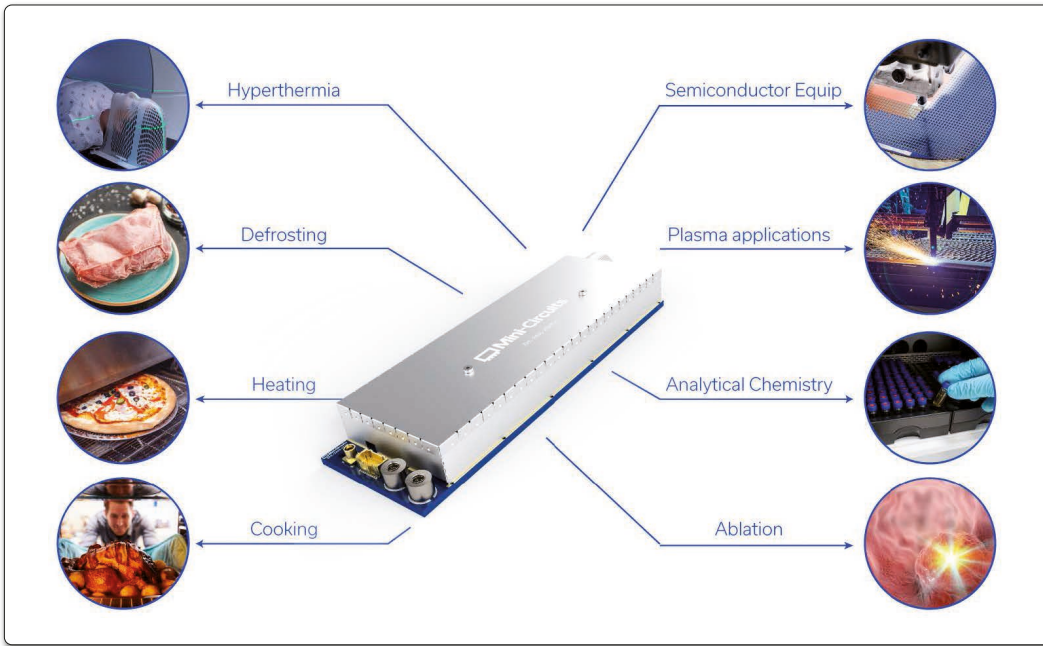 Hyperthermia
Semiconductor Equip
Defrosting
Plasma applications
Mini-Circuits
Heating
Analytical Chemistry
Cooking
Ablation